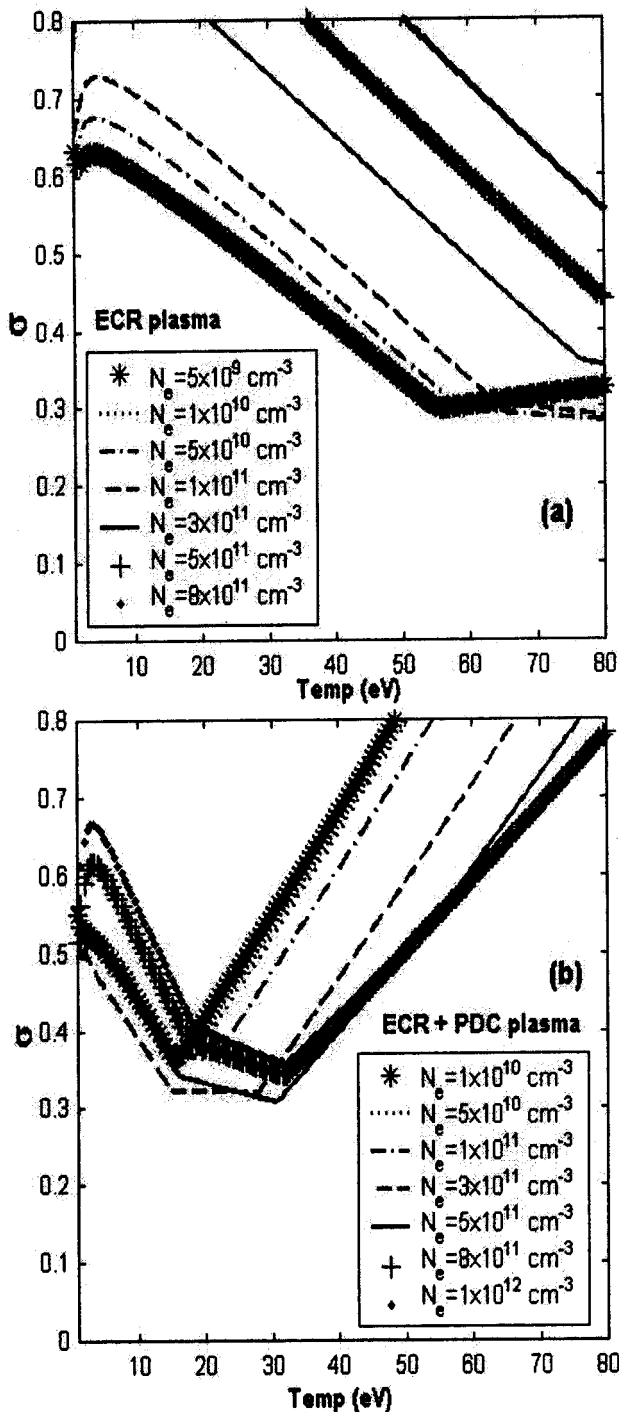 0.8
0.7
0.6
0.5
σ
0.4
ECR plasma
0.3
N_e=5x10^9 cm^-3
N_e=1x10^10 cm^-3
N_e=5x10^10 cm^-3
N_e=1x10^11 cm^-3
N_e=3x10^11 cm^-3
N_e=5x10^11 cm^-3
N_e=8x10^11 cm^-3
0.2
0.1
0
(a)
10 20 30 40 50 60 70 80
Temp (eV)
0.8
0.7
0.6
0.5
(b)
σ
0.4
ECR + PDC plasma
0.3
N_e=1x10^10 cm^-3
N_e=5x10^10 cm^-3
N_e=1x10^11 cm^-3
N_e=3x10^11 cm^-3
N_e=5x10^11 cm^-3
N_e=8x10^11 cm^-3
N_e=1x10^12 cm^-3
0.2
0.1
0
10 20 30 40 50 60 70 80
Temp (eV)